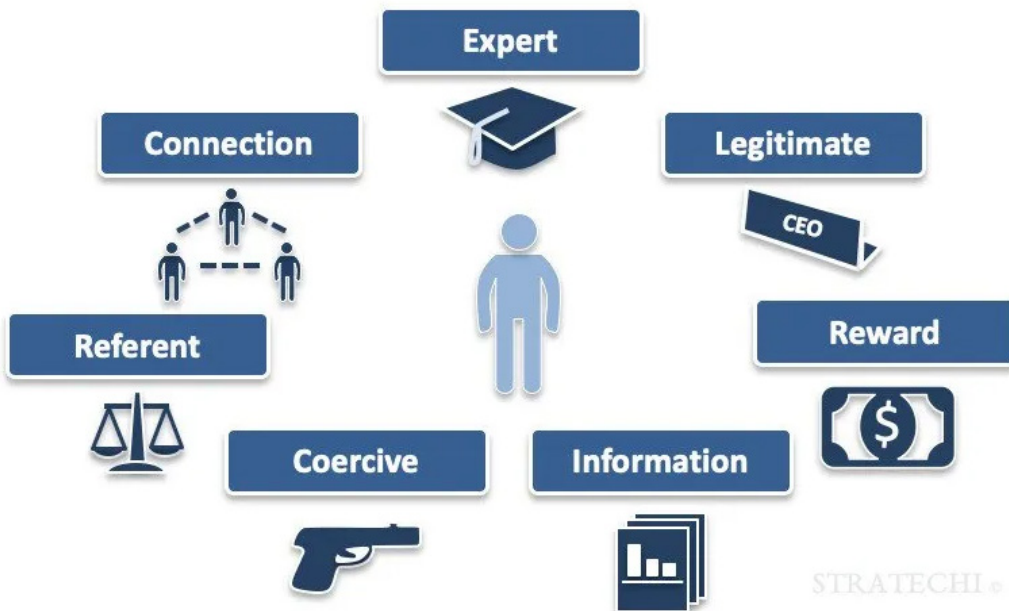 Expert
Connection
Legitimate
CEO
Referent
Reward
$
Coercive
Information
STRATECHI ©